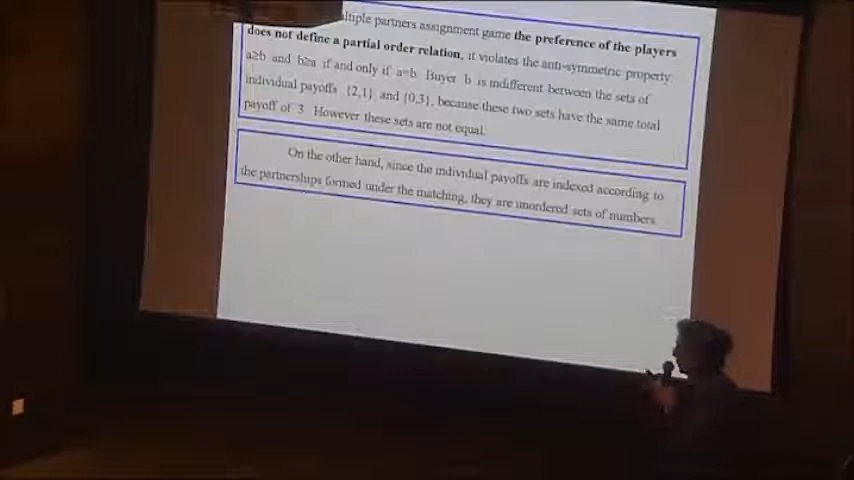 ultiple partners assignment game the preference of the players
does not define a partial order relation, it violates the anti-symmetric property:
a≥b and b≥a if and only if a=b. Buyer b is indifferent between the sets of
individual payoffs {2,1} and {0,3}, because these two sets have the same total
payoff of 3. However these sets are not equal.
On the other hand, since the individual payoffs are indexed according to
the partnerships formed under the matching, they are unordered sets of numbers